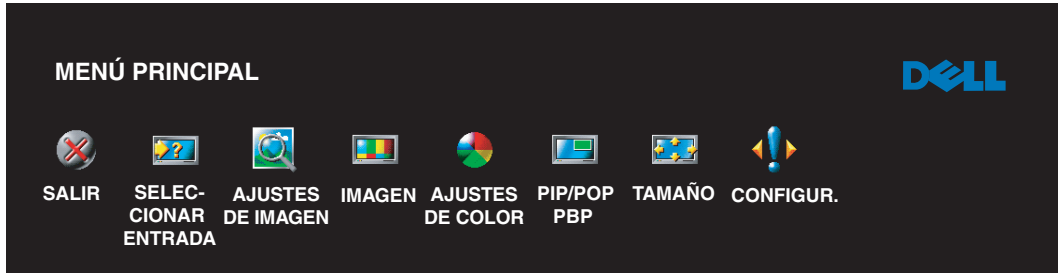 MENÚ PRINCIPAL
DELL
SALIR
SELEC-
CIONAR
ENTRADA
AJUSTES
DE IMAGEN
IMAGEN
AJUSTES
DE COLOR
PIP/POP
PBP
TAMAÑO
CONFIGUR.